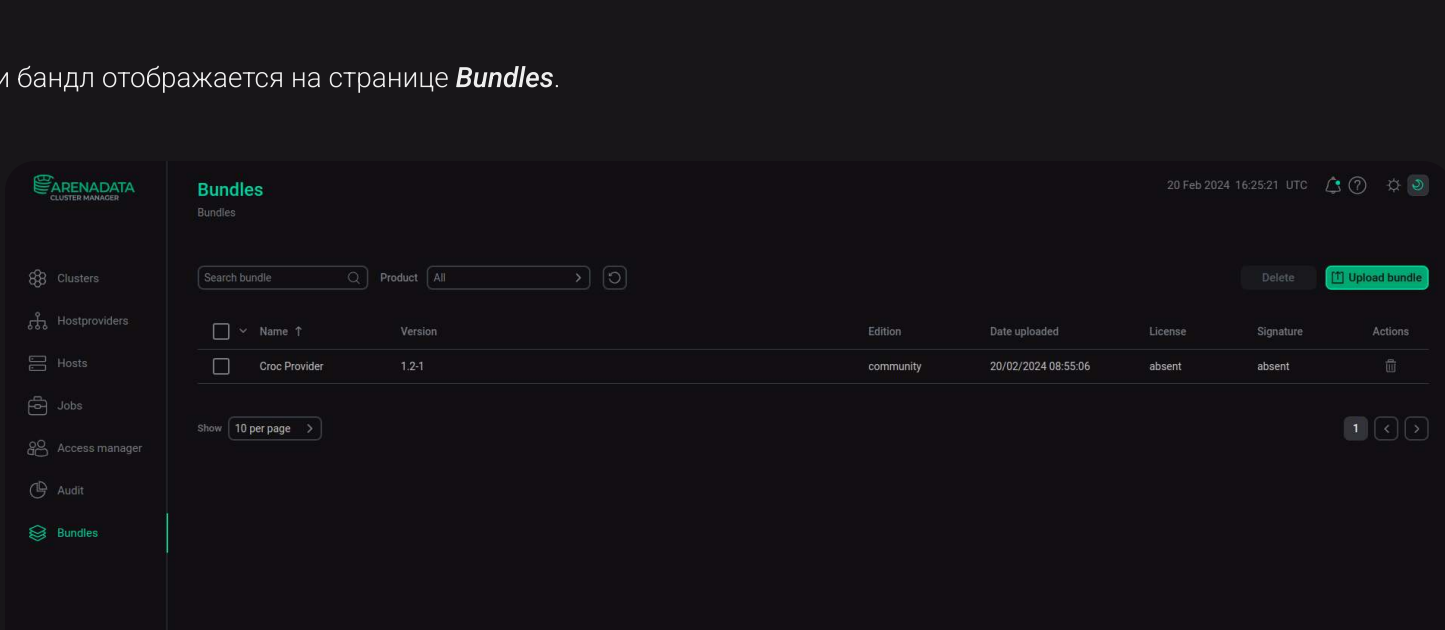 и бандл отображается на странице Bundles.
ARENADATA
CLUSTER MANAGER
Bundles
Bundles
20 Feb 2024 16:25:21 UTC
Clusters
Hostproviders
Hosts
Jobs
Access manager
Audit
Bundles
Search bundle Product All Delete Upload bundle
Name Version Edition Date uploaded License Signature Actions
Croc Provider 1.2-1 community 20/02/2024 08:55:06 absent absent
Show 10 per page 1